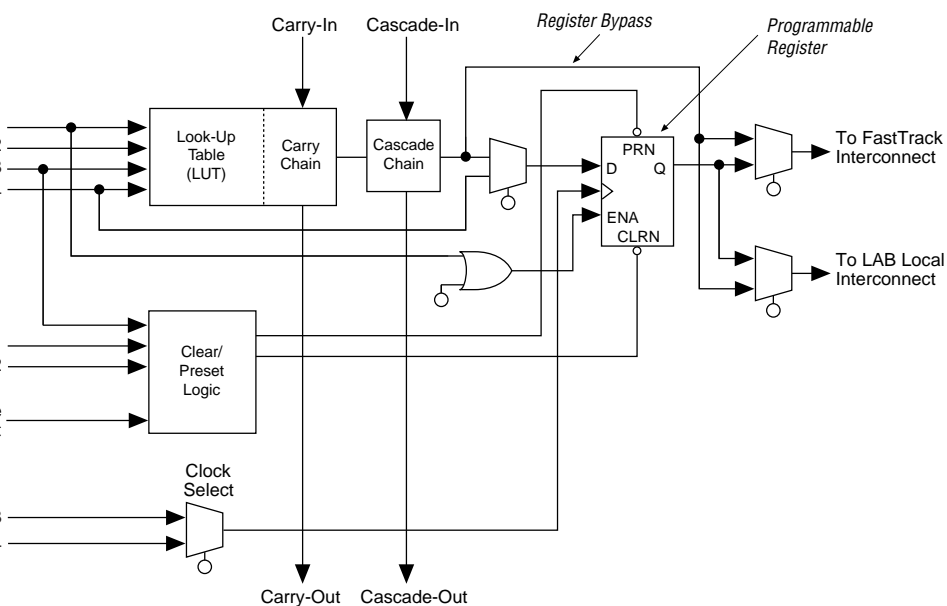 Carry-In
Cascade-In
Register Bypass
Programmable
Register
Look-Up
Table
(LUT)
Carry
Chain
Cascade
Chain
PRN
D
Q
ENA
CLRN
To FastTrack
Interconnect
To LAB Local
Interconnect
Clear/
Preset
Logic
Clock
Select
Carry-Out
Cascade-Out